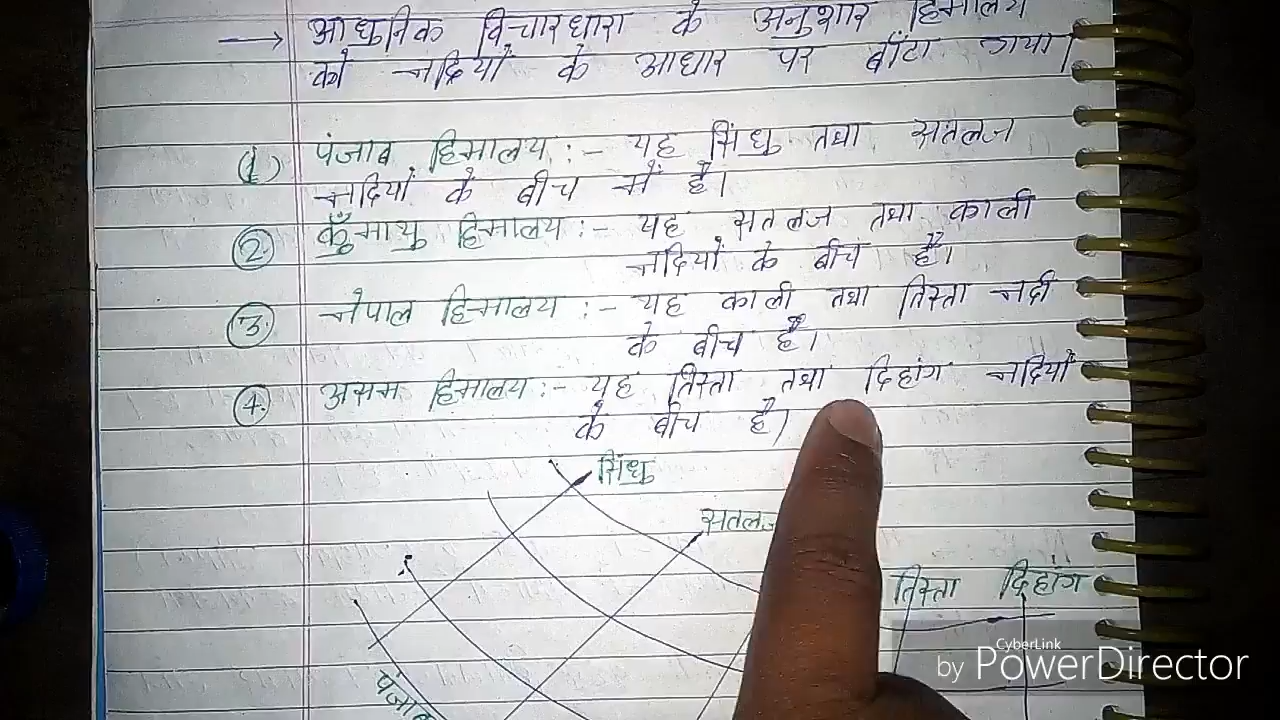 → आधुनिक विचारधारा के अनुशार हिमालय
को नदियों के आधार पर बाँटा गया।
(1) पंजाब हिमालय :- यह सिंधु तथा सतलज
नदियों के बीच में है।
(2) कुँमायु हिमालय :- यह सतलज तथा काली
नदियों के बीच है।
(3) नेपाल हिमालय :- यह काली तथा तिस्ता नदी
के बीच है।
(4.) असम हिमालय :- यह तिस्ता तथा दिहांग नदियों
के बीच है।
सिंधु
सतलज
तिस्ता दिहांग
पंजाब
CyberLink
by PowerDirector